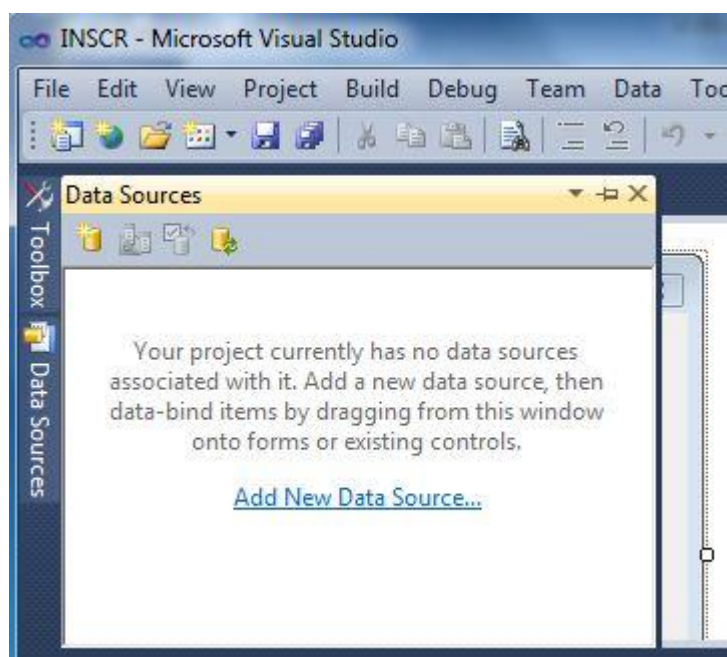 INSCR - Microsoft Visual Studio
File Edit View Project Build Debug Team Data
Data Sources
Toolbox
Data Sources
Your project currently has no data sources
associated with it. Add a new data source, then
data-bind items by dragging from this window
onto forms or existing controls.
Add New Data Source...